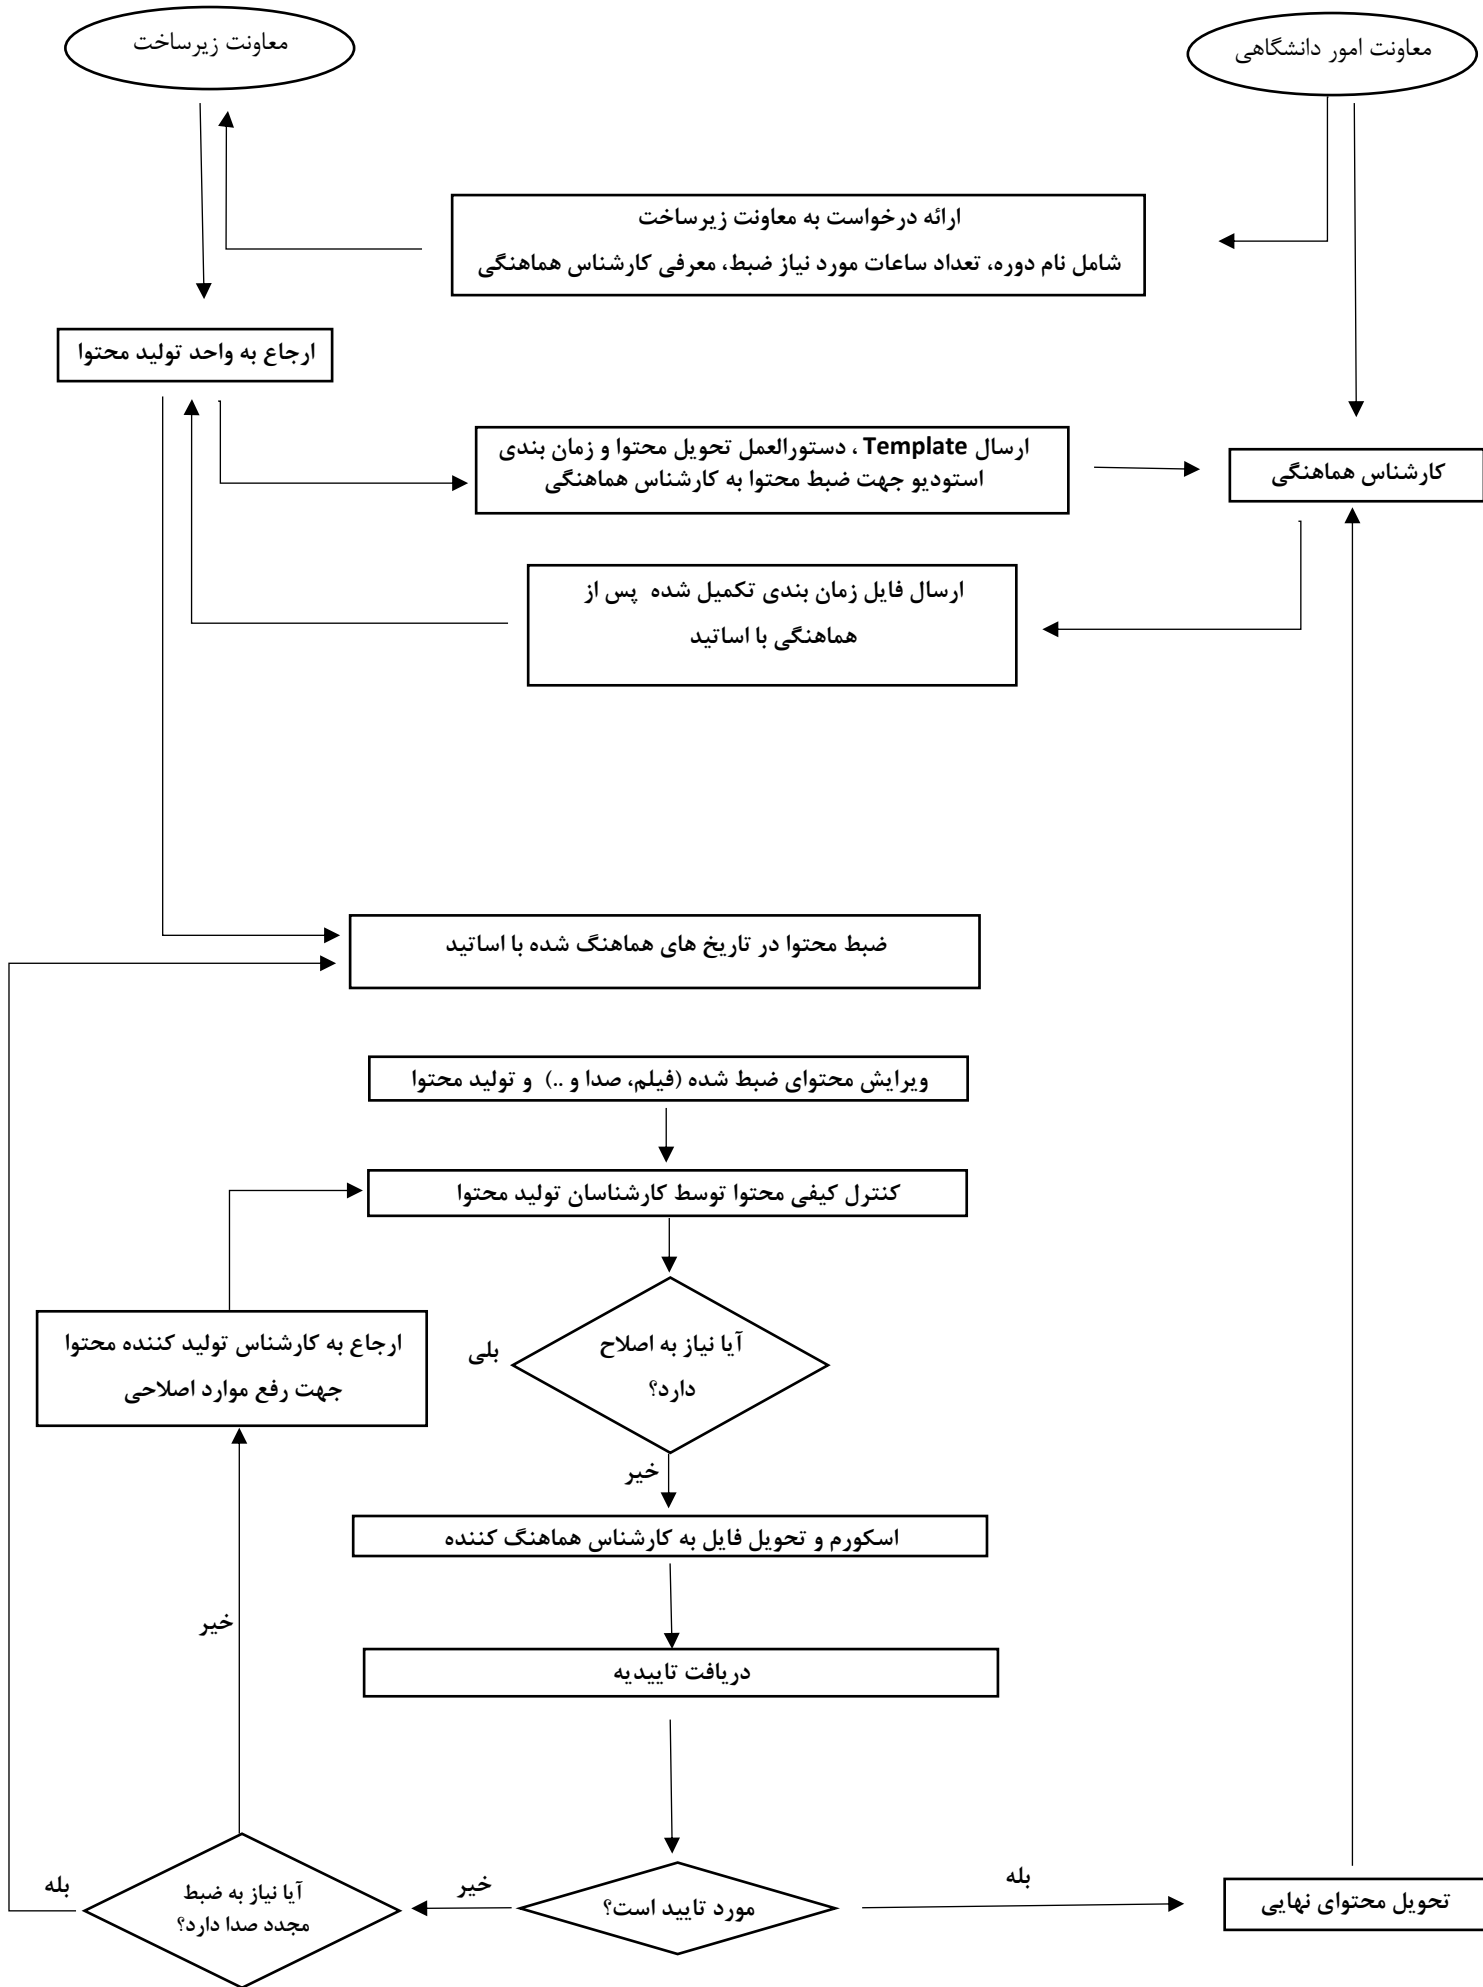 معاونت امور دانشگاهی
معاونت زیرساخت
ارائه درخواست به معاونت زیرساخت
شامل نام دوره، تعداد ساعات مورد نیاز ضبط، معرفی کارشناس هماهنگی
ارجاع به واحد تولید محتوا
ارسال Template ، دستورالعمل تحویل محتوا و زمان بندی
استودیو جهت ضبط محتوا به کارشناس هماهنگی
کارشناس هماهنگی
ارسال فایل زمان بندی تکمیل شده پس از
هماهنگی با اساتید
ضبط محتوا در تاریخ های هماهنگ شده با اساتید
ویرایش محتوای ضبط شده (فیلم، صدا و ..) و تولید محتوا
کنترل کیفی محتوا توسط کارشناسان تولید محتوا
آیا نیاز به اصلاح
دارد؟
بلی
ارجاع به کارشناس تولید کننده محتوا
جهت رفع موارد اصلاحی
خیر
اسکورم و تحویل فایل به کارشناس هماهنگ کننده
خیر
دریافت تاییدیه
مورد تایید است؟
بله
تحویل محتوای نهایی
خیر
آیا نیاز به ضبط
مجدد صدا دارد؟
بله